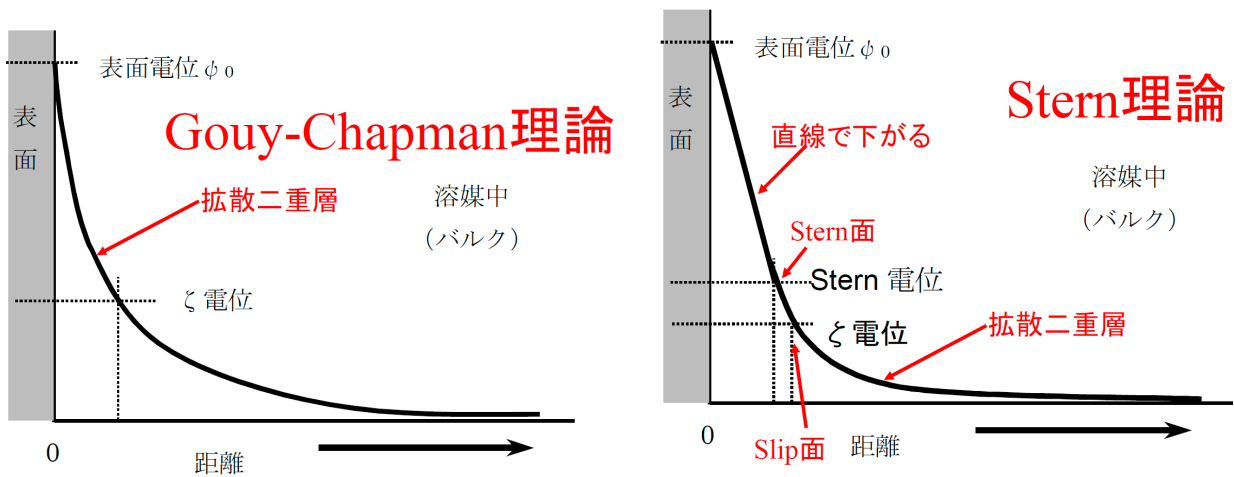 表面電位ψ₀
表
面
Gouy-Chapman理論
拡散二重層
溶媒中
（バルク）
ζ電位
0
距離
表面電位φ₀
表
面
Stern理論
直線で下がる
溶媒中
（バルク）
Stern面
Stern 電位
ζ電位
拡散二重層
0
Slip面
距離